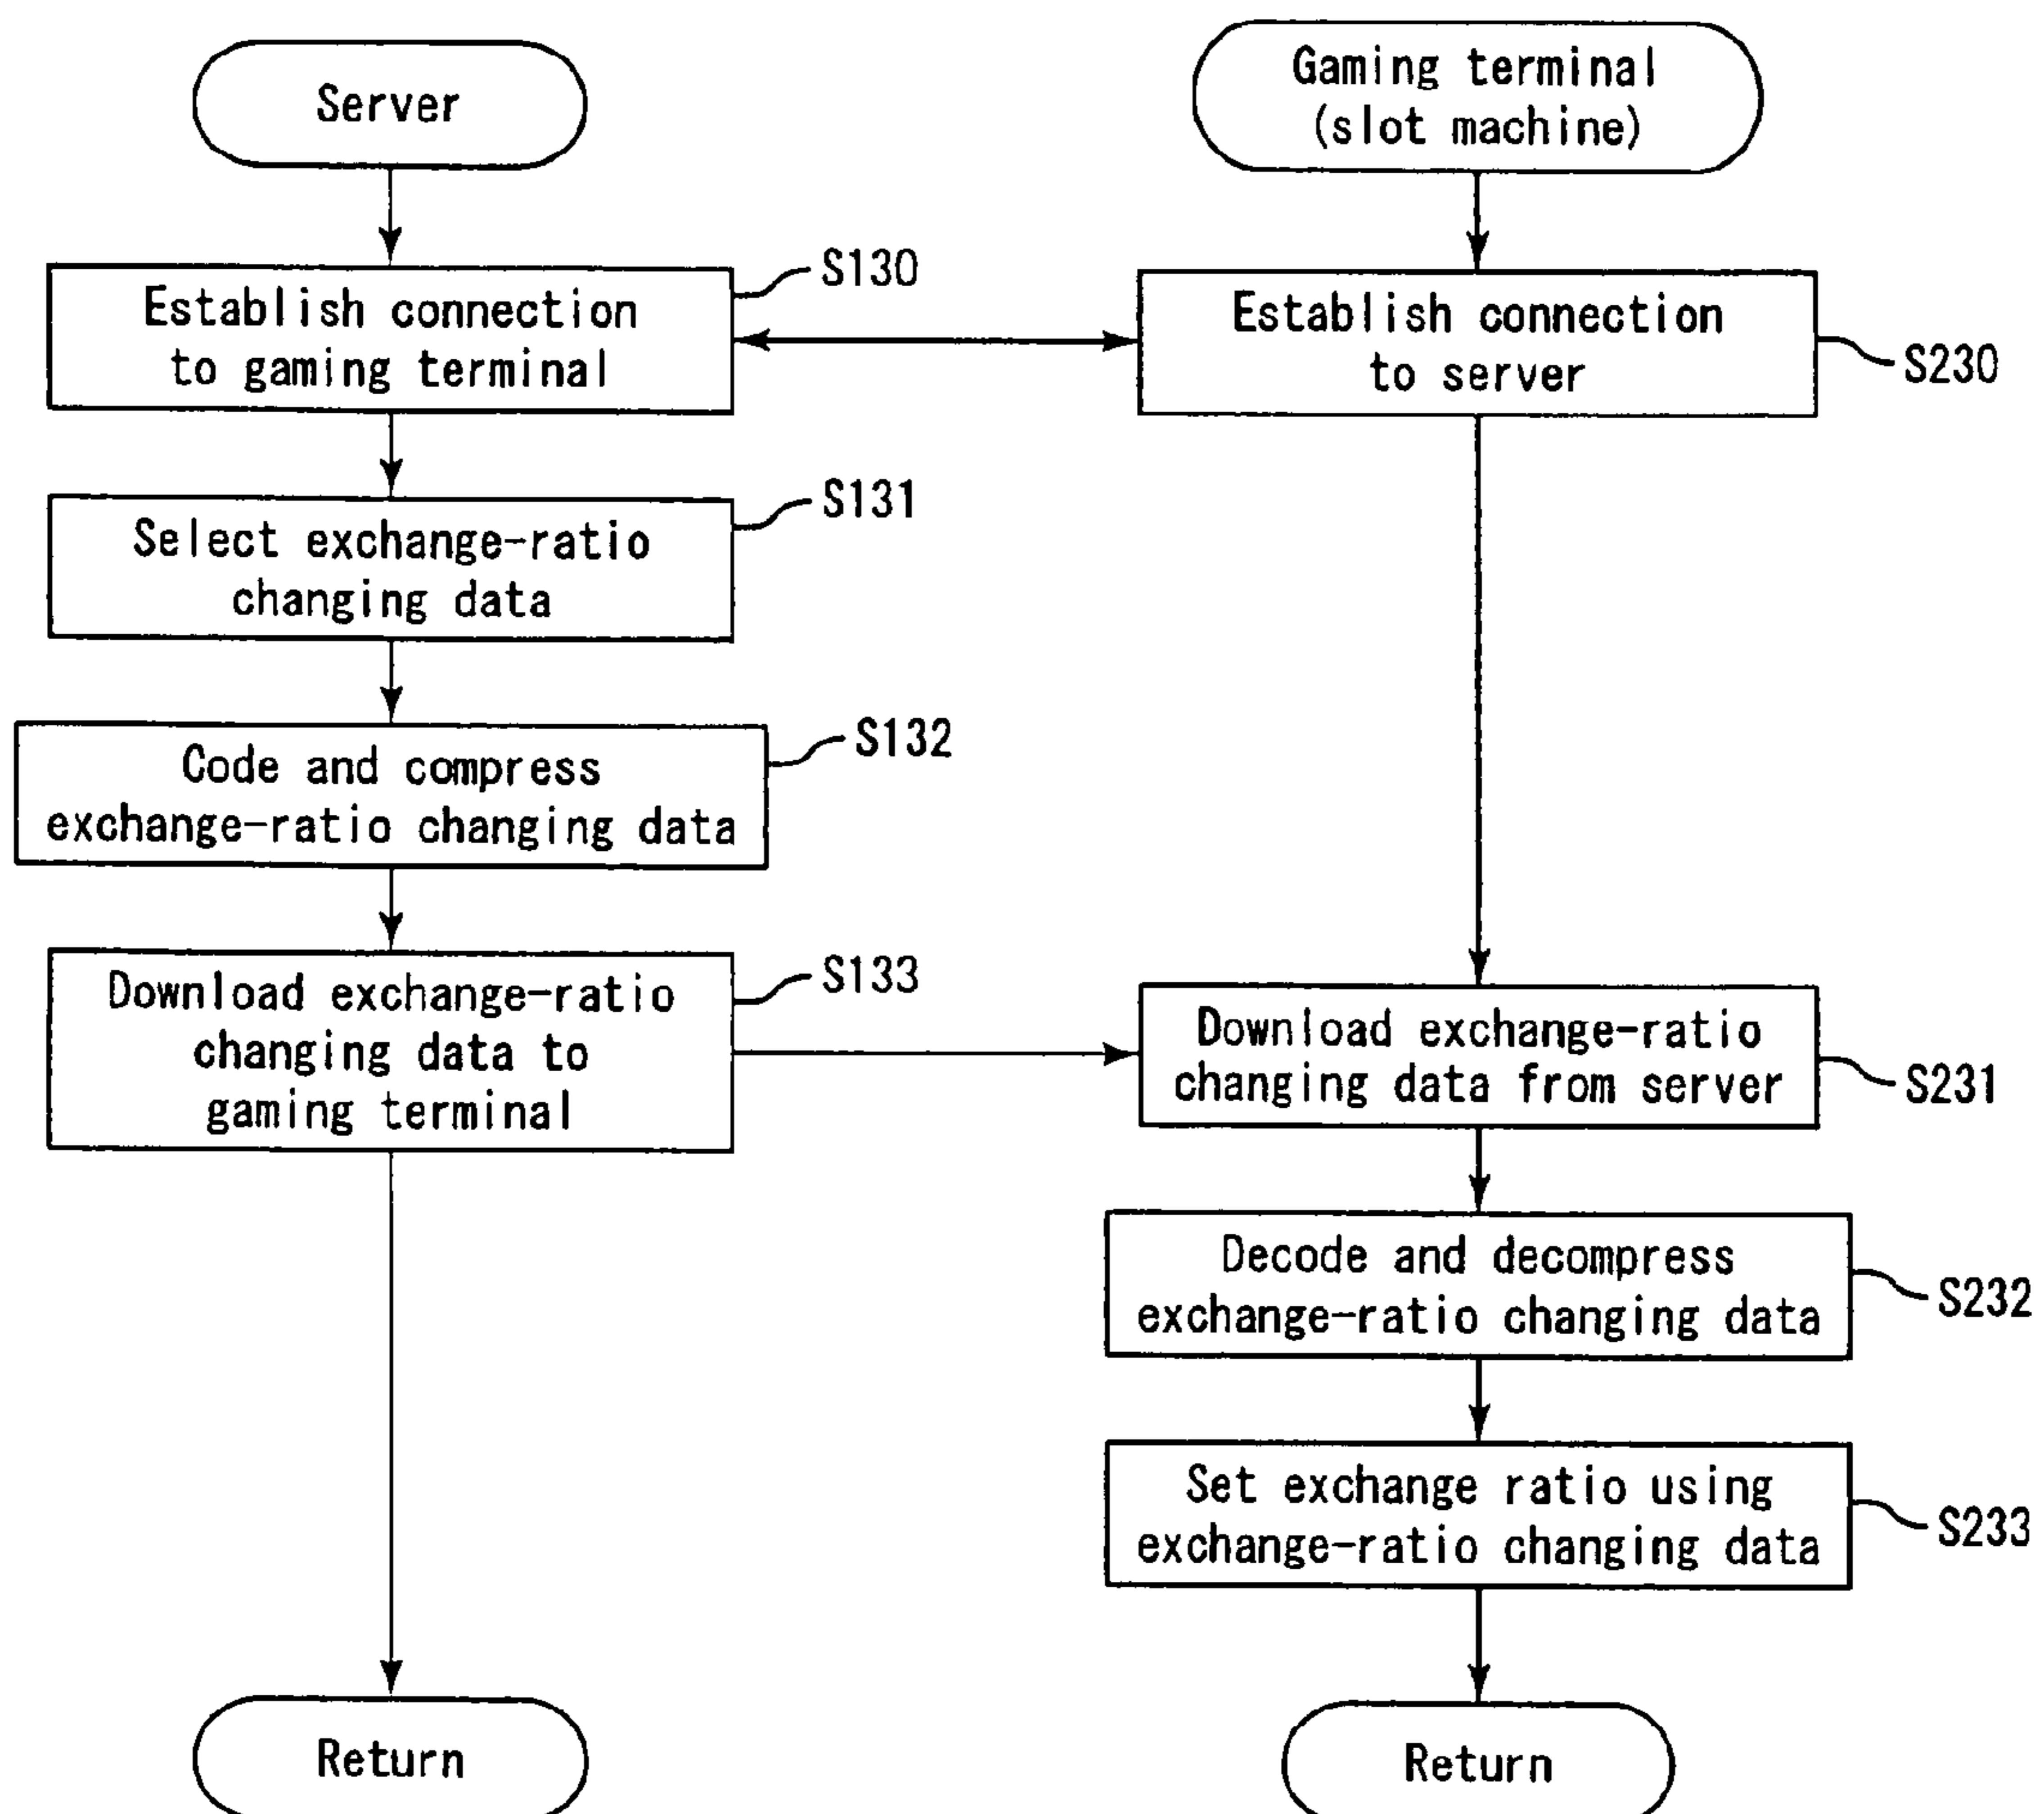 Server
Establish connection
to gaming terminal
S130
Select exchange-ratio
changing data
S131
Code and compress
exchange-ratio changing data
S132
Download exchange-ratio
changing data to
gaming terminal
S133
Return
Gaming terminal
(slot machine)
Establish connection
to server
S230
Download exchange-ratio
changing data from server
S231
Decode and decompress
exchange-ratio changing data
S232
Set exchange ratio using
exchange-ratio changing data
S233
Return